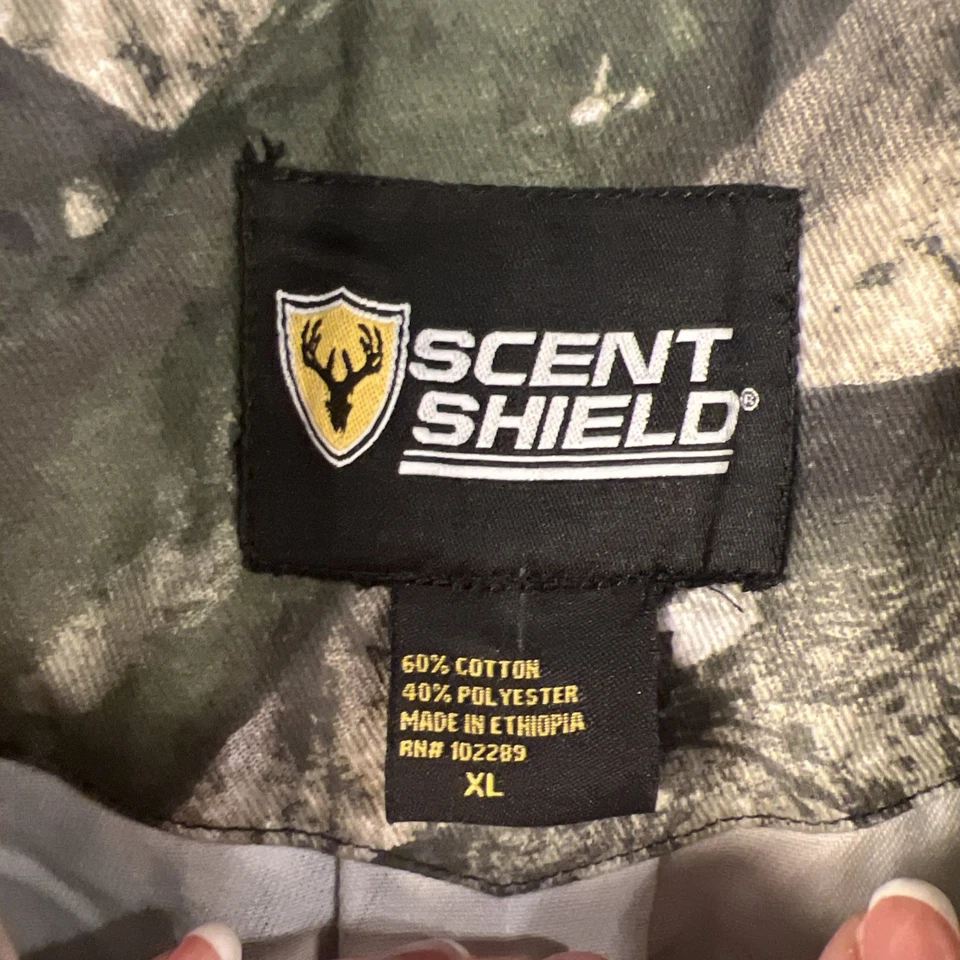 SCENT
SHIELD®
60% COTTON
40% POLYESTER
MADE IN ETHIOPIA
RN# 102289
XL